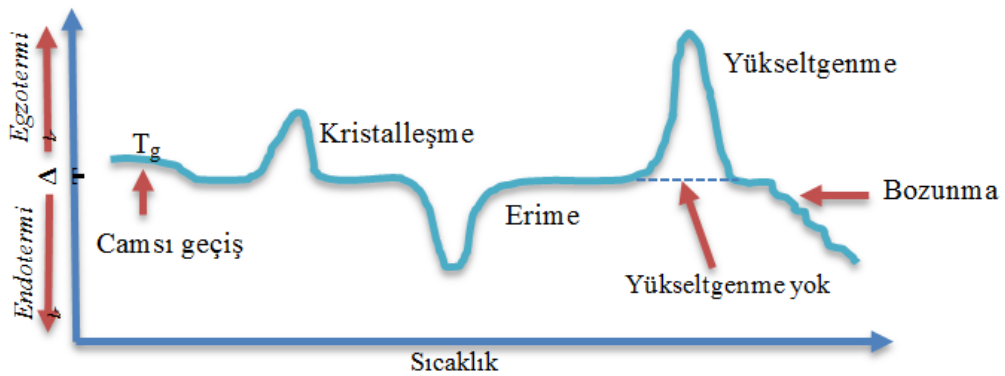 Egzotermi
Yükseltgenme
Kristalleşme
Tg
Δ
Bozunma
Erime
Camsı geçiş
Endotermi
Yükseltgenme yok
Sıcaklık